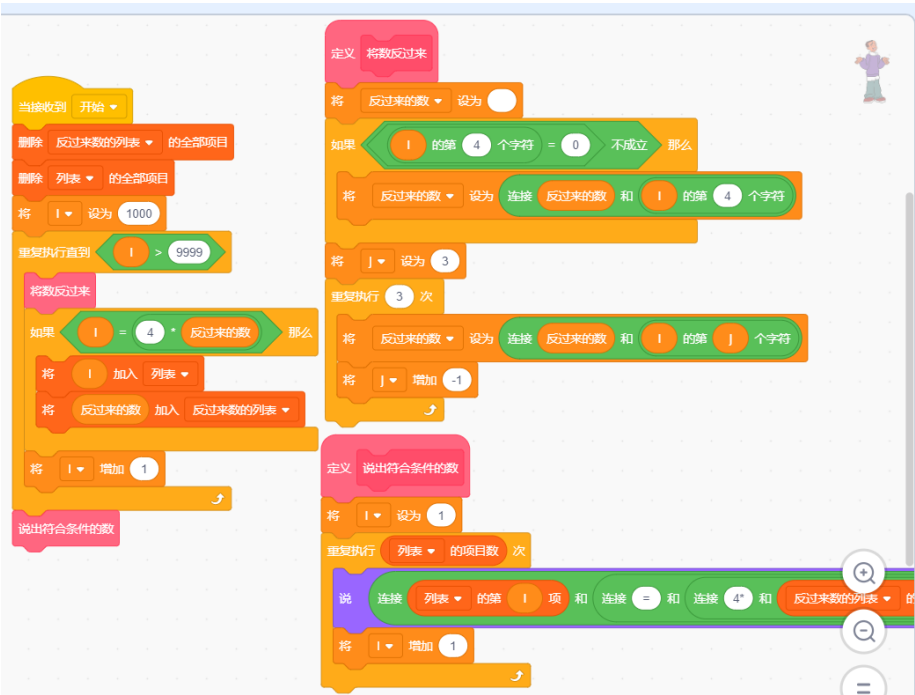 当接收到 开始
删除 反过来数的列表 的全部项目
删除 列表 的全部项目
将 I 设为 1000
重复执行直到 I > 9999
将数反过来
如果 I = 4 * 反过来的数 那么
将 I 加入 列表
将 反过来的数 加入 反过来数的列表
将 I 增加 1
说出符合条件的数
定义 将数反过来
将 反过来的数 设为
如果 I 的第 4 个字符 = 0 不成立 那么
将 反过来的数 设为 连接 反过来的数 和 I 的第 4 个字符
将 J 设为 3
重复执行 3 次
将 反过来的数 设为 连接 反过来的数 和 I 的第 J 个字符
将 J 增加 -1
定义 说出符合条件的数
将 I 设为 1
重复执行 列表 的项目数 次
说 连接 列表 的第 I 项 和 连接 = 和 连接 4* 和 反过来数的列表 的
将 I 增加 1